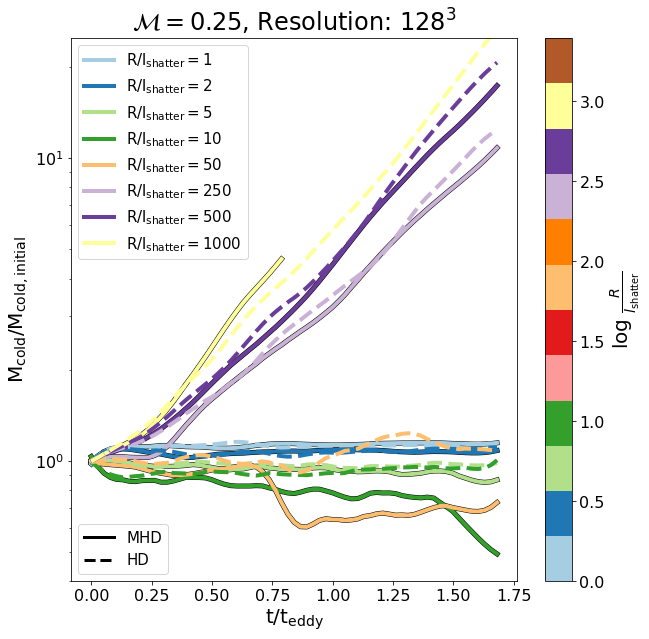 𝓜 = 0.25, Resolution: 128³
R/l_shatter = 1
R/l_shatter = 2
R/l_shatter = 5
R/l_shatter = 10
R/l_shatter = 50
R/l_shatter = 250
R/l_shatter = 500
R/l_shatter = 1000
MHD
HD
M_cold/M_cold, initial
10¹
10⁰
0.00 0.25 0.50 0.75 1.00 1.25 1.50 1.75
t/t_eddy
3.0
2.5
2.0
1.5
1.0
0.5
0.0
log R/l_shatter